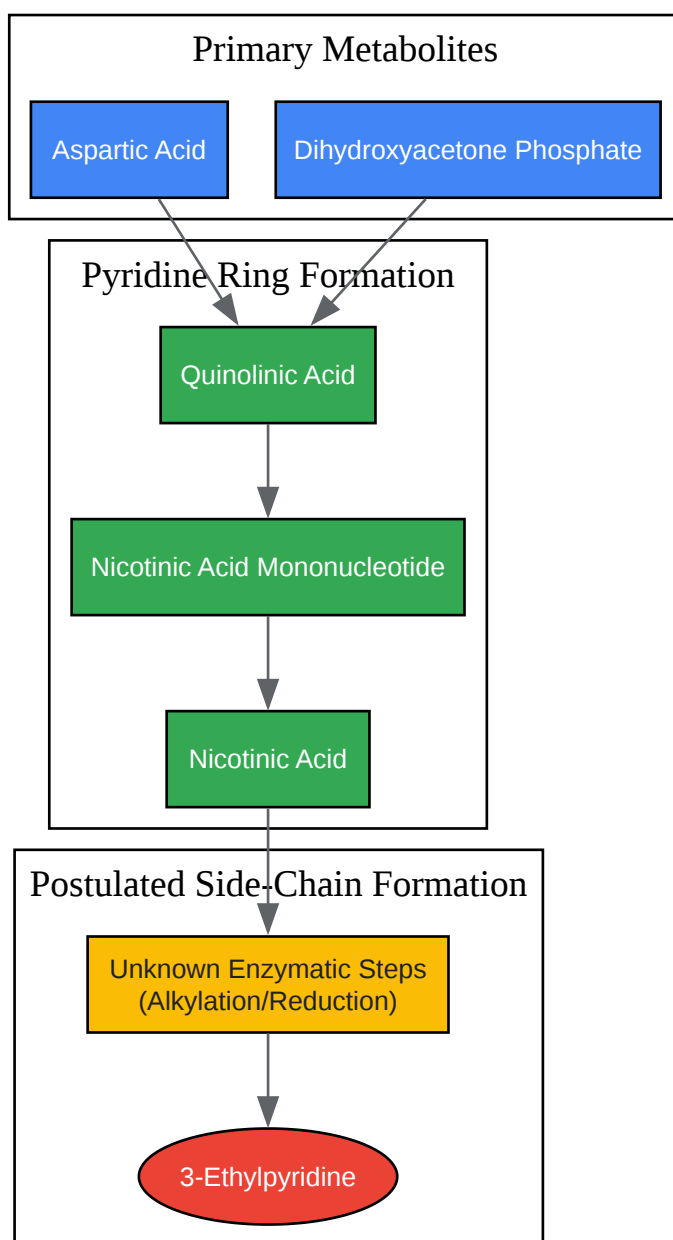 Primary Metabolites
Aspartic Acid
Dihydroxyacetone Phosphate
Pyridine Ring Formation
Quinolinic Acid
Nicotinic Acid Mononucleotide
Nicotinic Acid
Postulated Side-Chain Formation
Unknown Enzymatic Steps
(Alkylation/Reduction)
3-Ethylpyridine